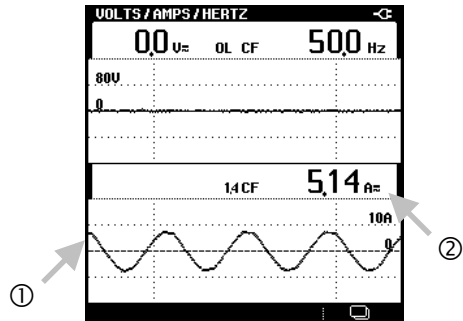 VOLTS/AMPS/HERTZ
0.0 V≂ OL CF 50.0 Hz
80V
0
1.4 CF 5.14 A≂
10A
0
①
②